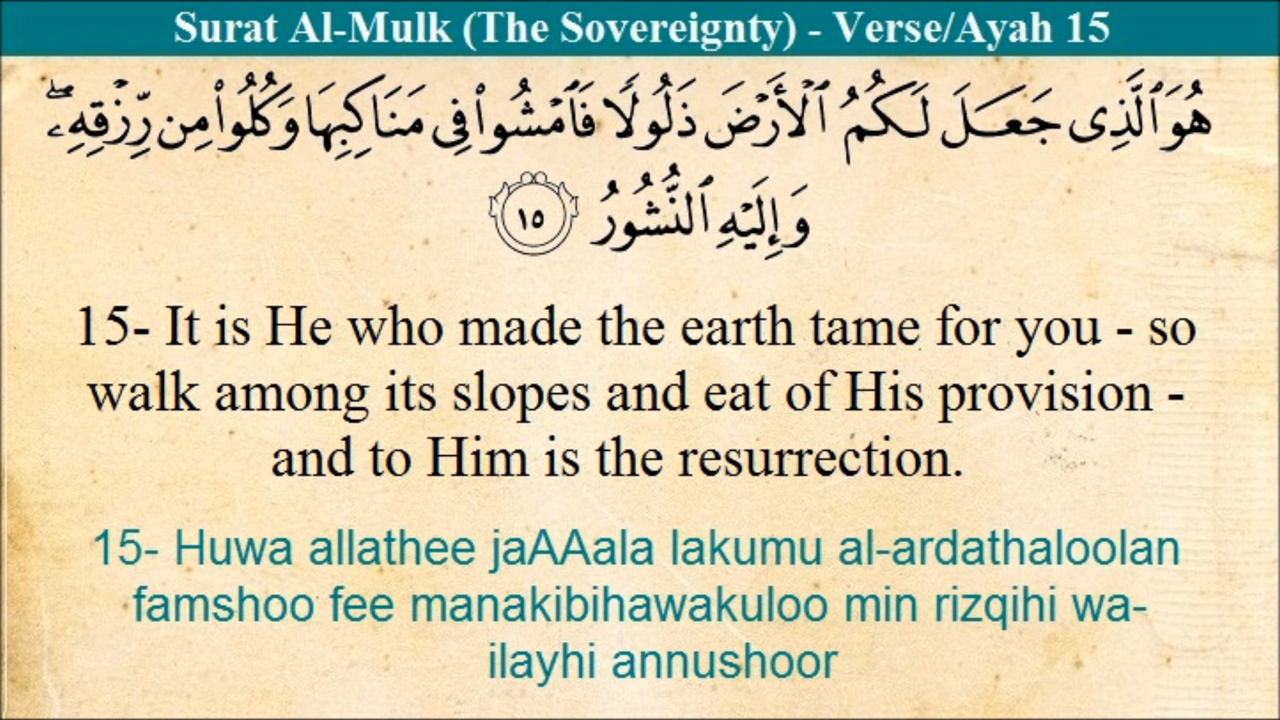 Surat Al-Mulk (The Sovereignty) - Verse/Ayah 15
هُوَ ٱلَّذِى جَعَلَ لَكُمُ ٱلْأَرْضَ ذَلُولًا فَٱمْشُوا۟ فِى مَنَاكِبِهَا وَكُلُوا۟ مِن رِّزْقِهِۦ ۖ
وَإِلَيْهِ ٱلنُّشُورُ ١٥
15- It is He who made the earth tame for you - so
walk among its slopes and eat of His provision -
and to Him is the resurrection.
15- Huwa allathee jaAAala lakumu al-ardathaloolan
famshoo fee manakibihawakuloo min rizqihi wa-
ilayhi annushoor